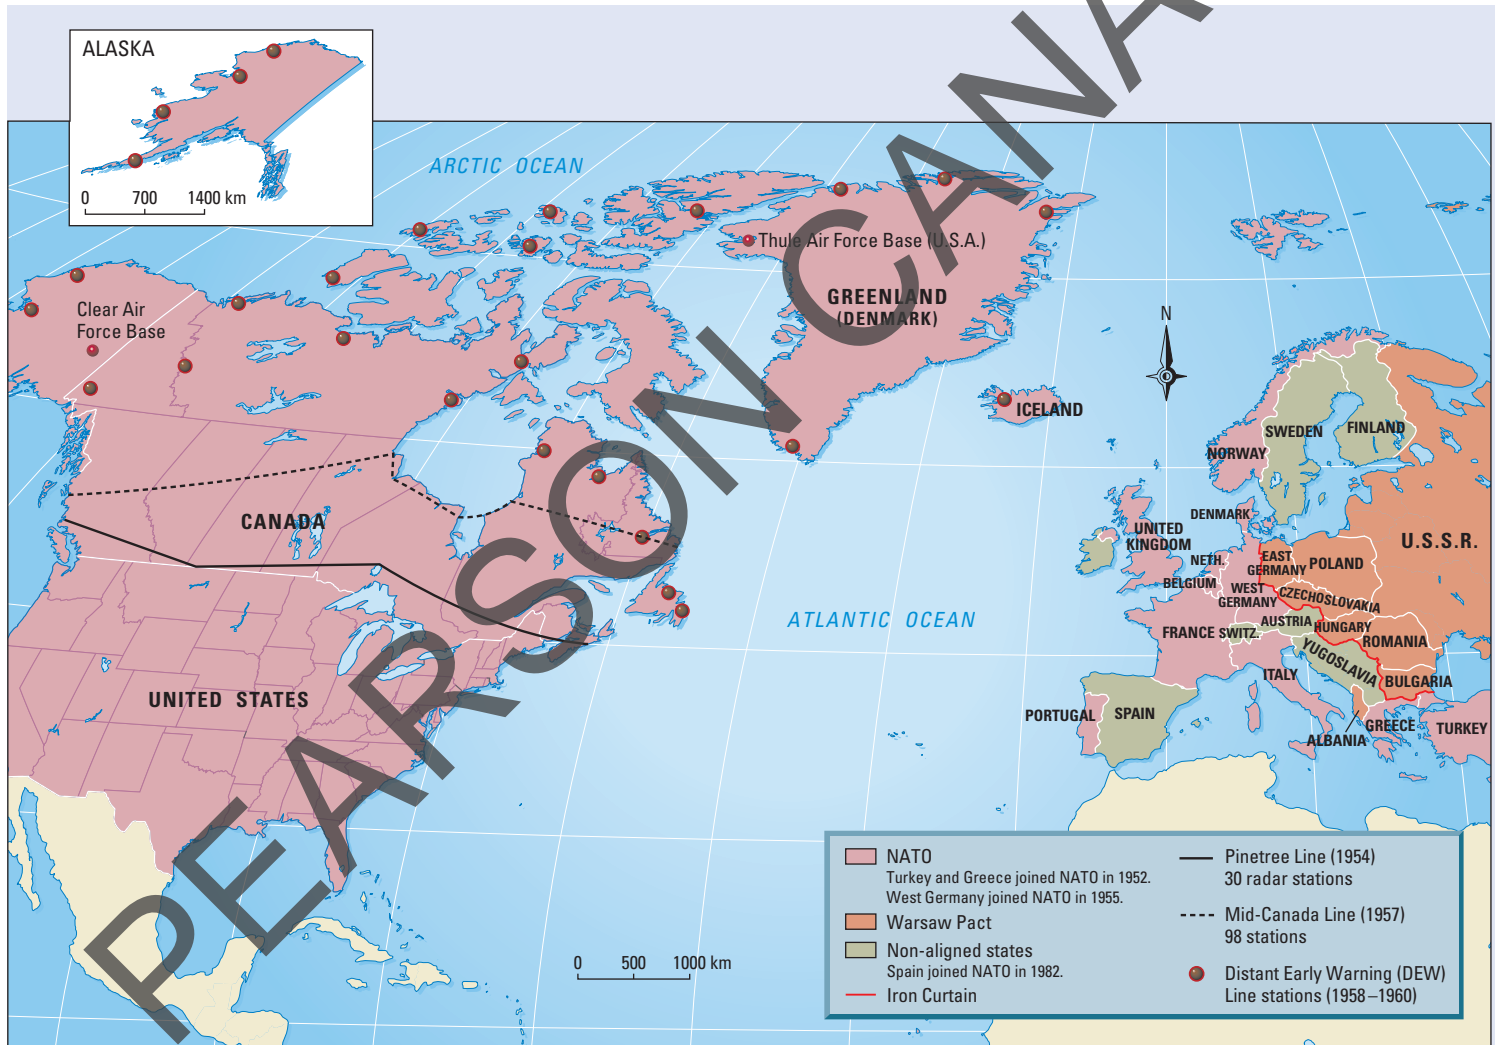 ALASKA
0 700 1400 km
ARCTIC OCEAN
Thule Air Force Base (U.S.A.)
Clear Air
Force Base
GREENLAND
(DENMARK)
N
ICELAND
SWEDEN
FINLAND
NORWAY
CANADA
DENMARK
UNITED
KINGDOM
U.S.S.R.
NETH.
EAST
GERMANY
POLAND
BELGIUM
WEST
GERMANY
CZECHOSLOVAKIA
ATLANTIC OCEAN
AUSTRIA
HUNGARY
FRANCE
SWITZ.
ROMANIA
YUGOSLAVIA
ITALY
BULGARIA
UNITED STATES
PORTUGAL
SPAIN
GREECE
TURKEY
ALBANIA
0 500 1000 km
NATO
Turkey and Greece joined NATO in 1952.
West Germany joined NATO in 1955.
Warsaw Pact
Non-aligned states
Spain joined NATO in 1982.
Iron Curtain
Pinetree Line (1954)
30 radar stations
Mid-Canada Line (1957)
98 stations
Distant Early Warning (DEW)
Line stations (1958–1960)
PEARSON CANA